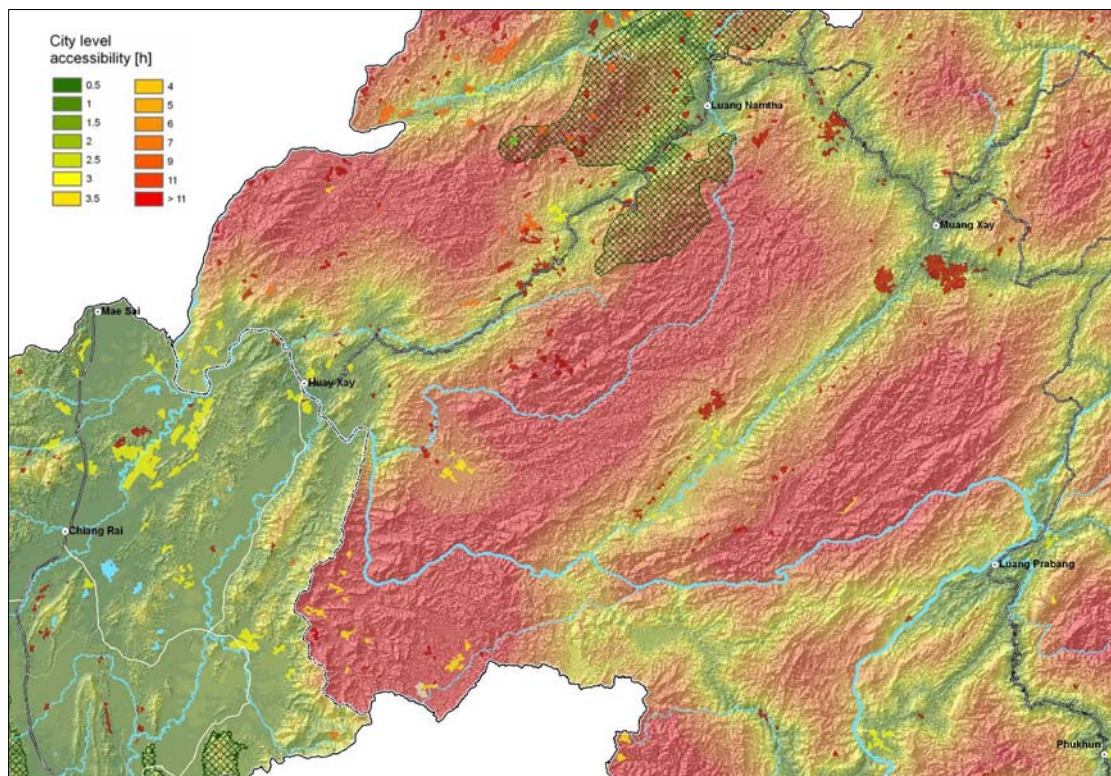 City level
accessibility [h]
0.5
1
1.5
2
2.5
3
3.5
4
5
6
7
9
11
> 11
Luang Namtha
Muang Xay
Mae Sai
Huay Xay
Chiang Rai
Luang Prabang
Phukhun